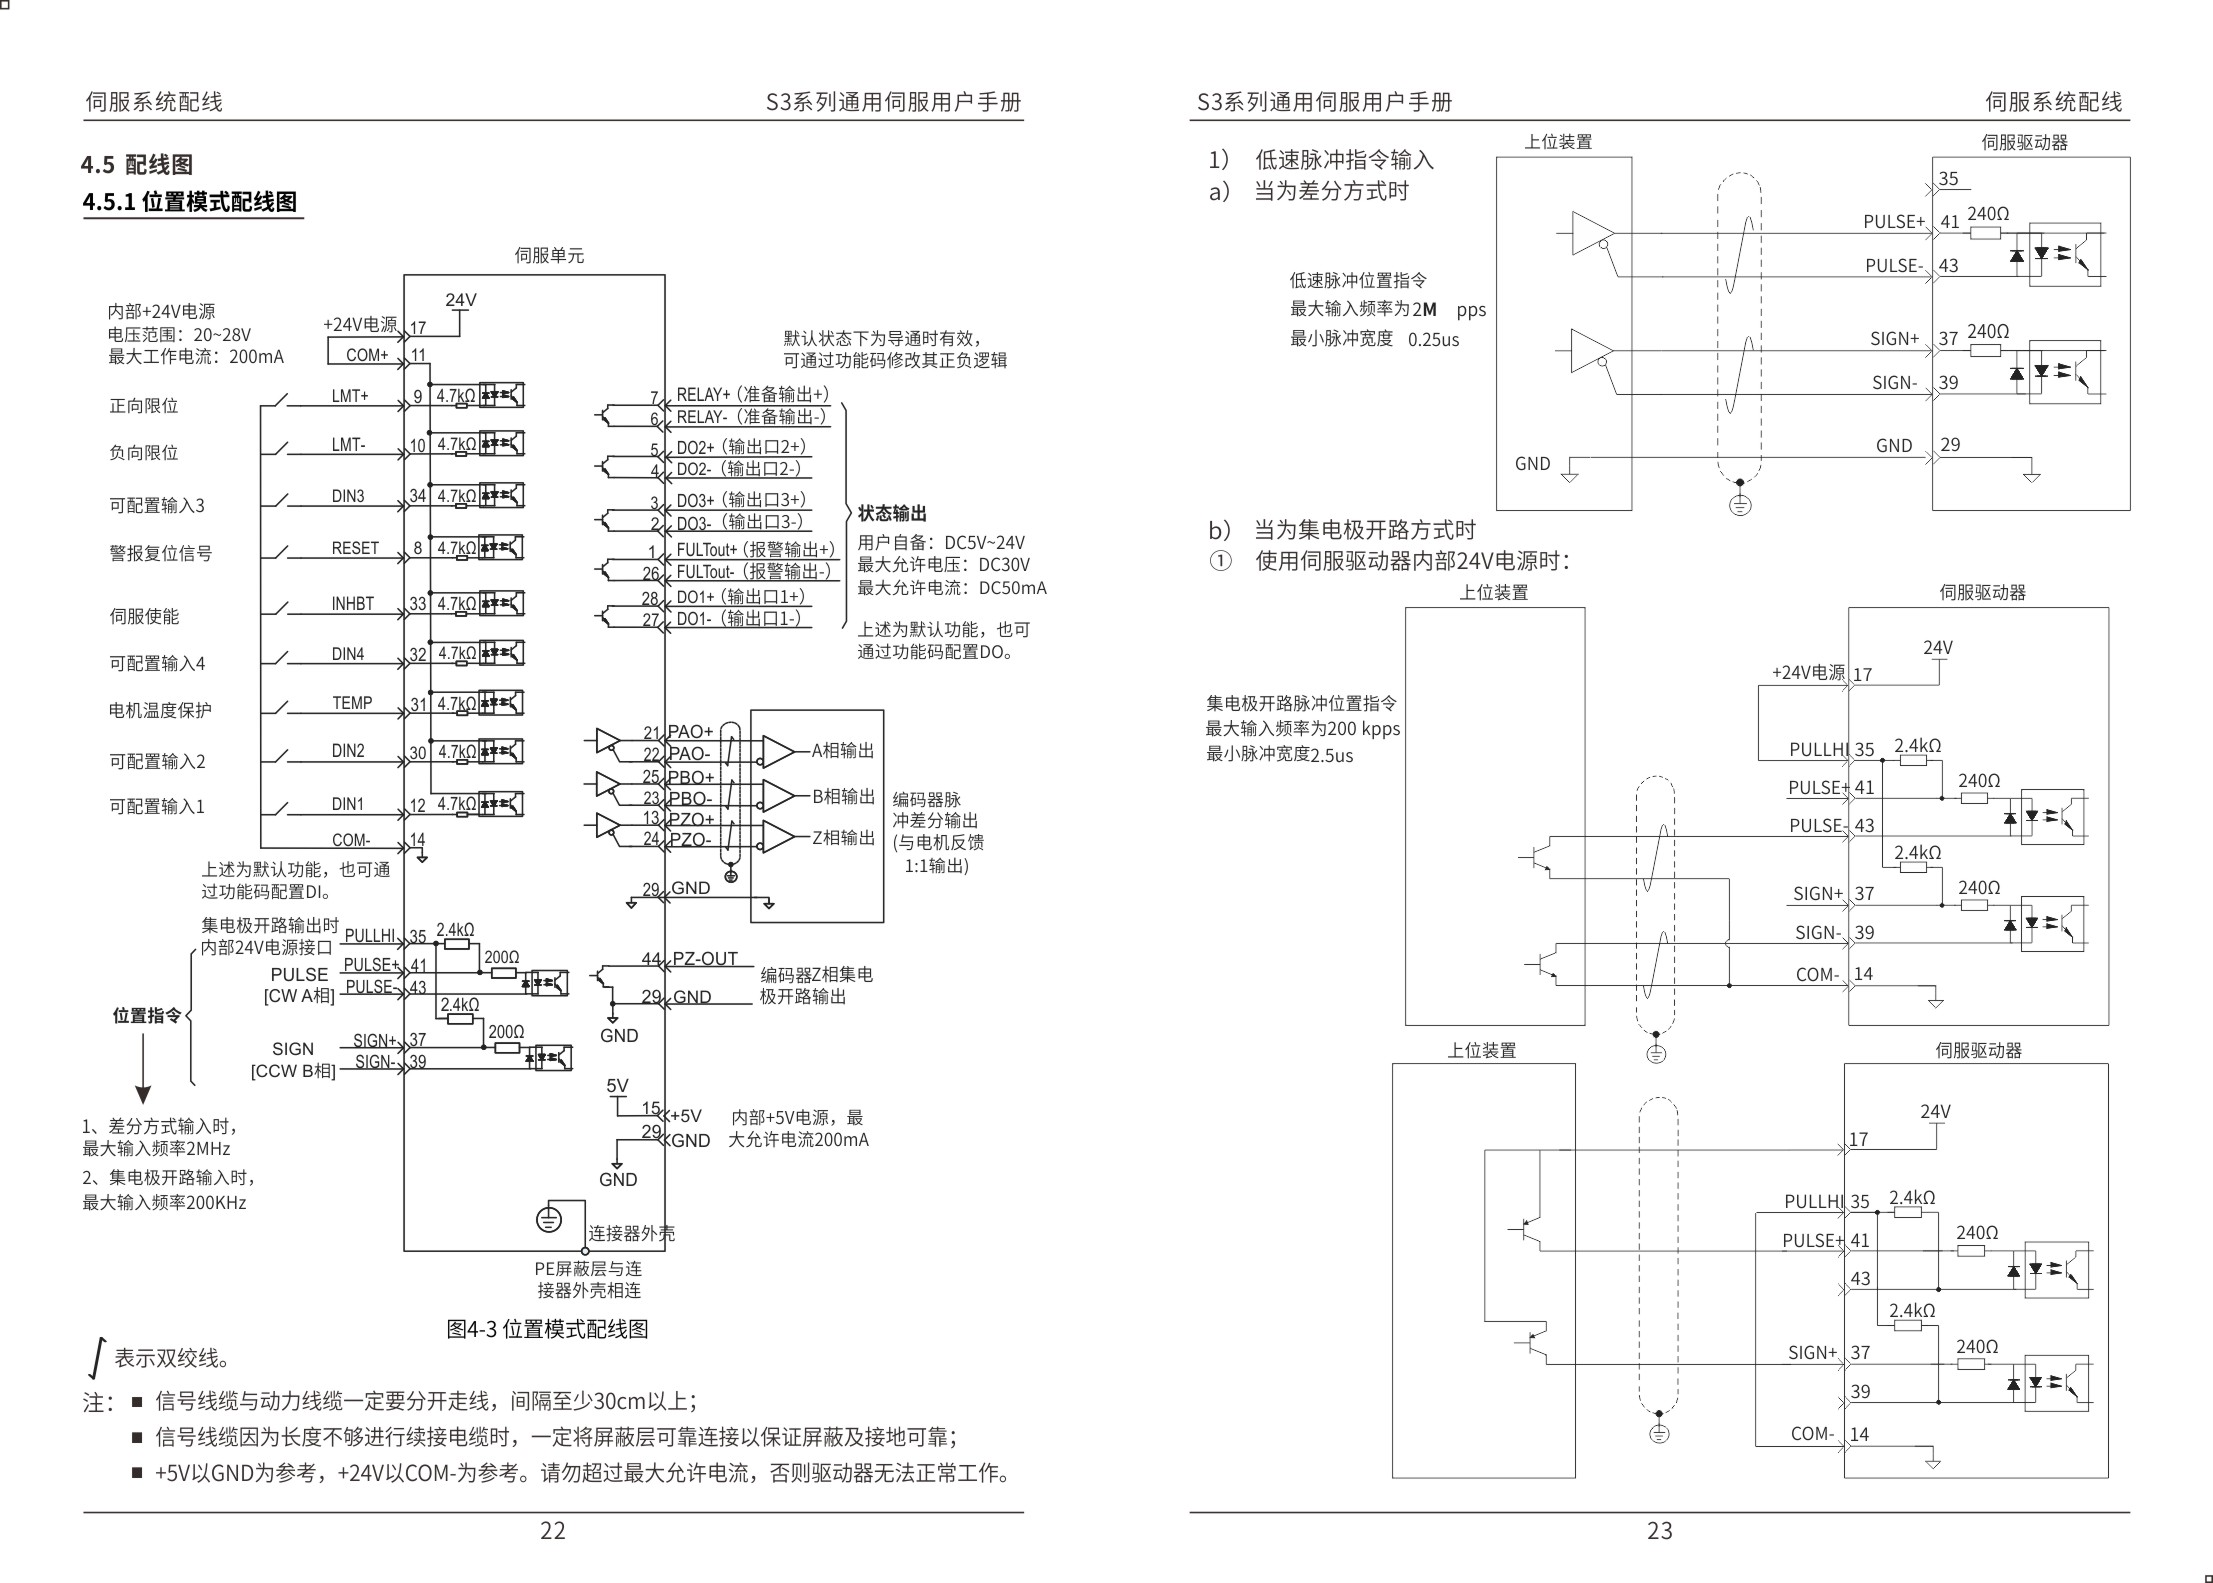 伺服系统配线
S3系列通用伺服用户手册
4.5 配线图
4.5.1 位置模式配线图
伺服单元
内部+24V电源
电压范围：20~28V
最大工作电流：200mA
24V
+24V电源
17
COM+
11
默认状态下为导通时有效，
可通过功能码修改其正负逻辑
正向限位
LMT+
9
4.7kΩ
负向限位
LMT-
10
4.7kΩ
可配置输入3
DIN3
34
4.7kΩ
警报复位信号
RESET
8
4.7kΩ
伺服使能
INHBT
33
4.7kΩ
可配置输入4
DIN4
32
4.7kΩ
电机温度保护
TEMP
31
4.7kΩ
可配置输入2
DIN2
30
4.7kΩ
可配置输入1
DIN1
12
4.7kΩ
COM-
14
上述为默认功能，也可通
过功能码配置DI。
7
RELAY+（准备输出+）
6
RELAY-（准备输出-）
5
DO2+（输出口2+）
4
DO2-（输出口2-）
3
DO3+（输出口3+）
2
DO3-（输出口3-）
1
FULTout+（报警输出+）
26
FULTout-（报警输出-）
28
DO1+（输出口1+）
27
DO1-（输出口1-）
状态输出
用户自备：DC5V~24V
最大允许电压：DC30V
最大允许电流：DC50mA
上述为默认功能，也可
通过功能码配置DO。
21
PAO+
22
PAO-
A相输出
25
PBO+
23
PBO-
B相输出
13
PZO+
24
PZO-
Z相输出
编码器脉
冲差分输出
(与电机反馈
1:1输出)
29
GND
集电极开路输出时
内部24V电源接口
PULLHI
35
2.4kΩ
200Ω
PULSE
[CW A相]
PULSE+
41
PULSE-
43
2.4kΩ
位置指令
200Ω
SIGN
[CCW B相]
SIGN+
37
SIGN-
39
44
PZ-OUT
29
GND
GND
编码器Z相集电
极开路输出
1、差分方式输入时，
最大输入频率2MHz
2、集电极开路输入时，
最大输入频率200KHz
5V
15
+5V
29
GND
GND
内部+5V电源，最
大允许电流200mA
连接器外壳
PE屏蔽层与连
接器外壳相连
图4-3 位置模式配线图
表示双绞线。
注：■ 信号线缆与动力线缆一定要分开走线，间隔至少30cm以上；
■ 信号线缆因为长度不够进行续接电缆时，一定将屏蔽层可靠连接以保证屏蔽及接地可靠；
■ +5V以GND为参考，+24V以COM-为参考。请勿超过最大允许电流，否则驱动器无法正常工作。
22
S3系列通用伺服用户手册
伺服系统配线
1） 低速脉冲指令输入
a） 当为差分方式时
上位装置
伺服驱动器
35
PULSE+
41
240Ω
PULSE-
43
低速脉冲位置指令
最大输入频率为2M pps
最小脉冲宽度 0.25us
SIGN+
37
240Ω
SIGN-
39
GND
GND
29
b） 当为集电极开路方式时
① 使用伺服驱动器内部24V电源时：
上位装置
伺服驱动器
24V
+24V电源
17
集电极开路脉冲位置指令
最大输入频率为200 kpps
最小脉冲宽度2.5us
PULLHI
35
2.4kΩ
PULSE+
41
240Ω
PULSE-
43
2.4kΩ
SIGN+
37
240Ω
SIGN-
39
COM-
14
上位装置
伺服驱动器
24V
17
PULLHI
35
2.4kΩ
PULSE+
41
240Ω
43
2.4kΩ
SIGN+
37
240Ω
39
COM-
14
23